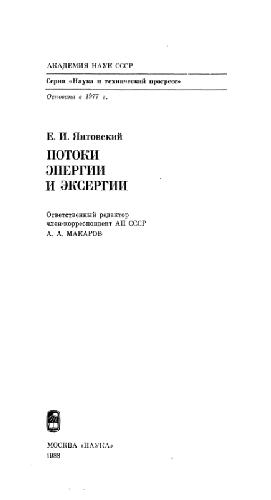 АКАДЕМИЯ НАУК СССР
Серия «Наука и технический прогресс»
Основана в 1977 г.
Е. И. Янтовский
ПОТОКИ
ЭНЕРГИИ
И ЭКСЕРГИИ
Ответственный редактор
член-корреспондент АН СССР
А. А. МАКАРОВ
МОСКВА «НАУКА»
1988